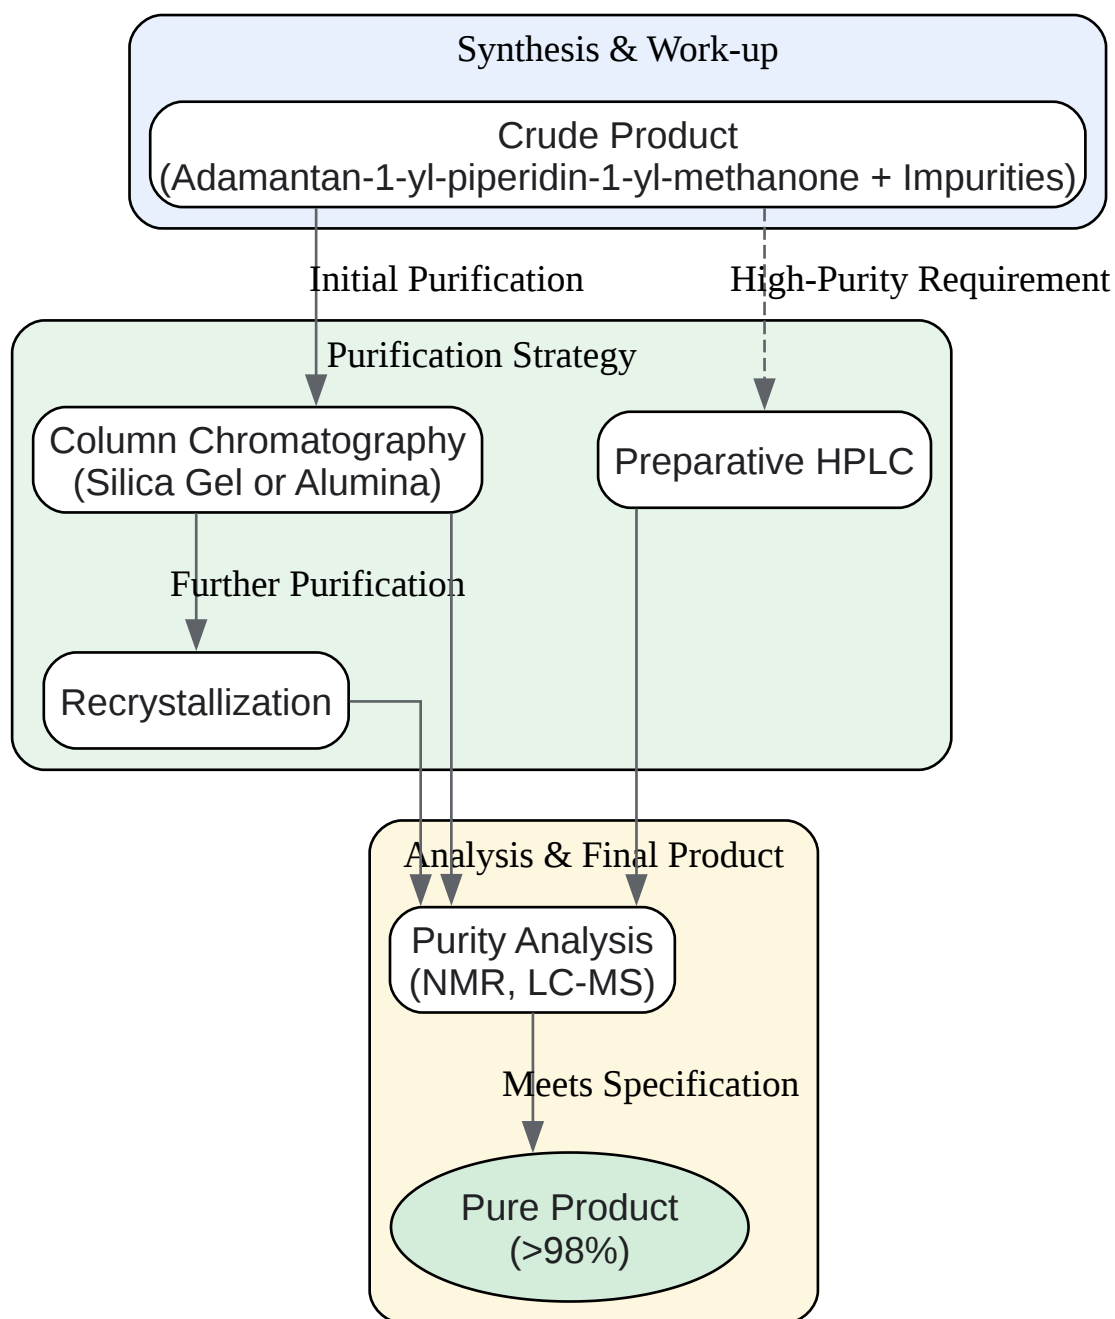 Synthesis & Work-up
Crude Product
(Adamantan-1-yl-piperidin-1-yl-methanone + Impurities)
Initial Purification
High-Purity Requirement
Purification Strategy
Column Chromatography
(Silica Gel or Alumina)
Preparative HPLC
Further Purification
Recrystallization
Analysis & Final Product
Purity Analysis
(NMR, LC-MS)
Meets Specification
Pure Product
(>98%)